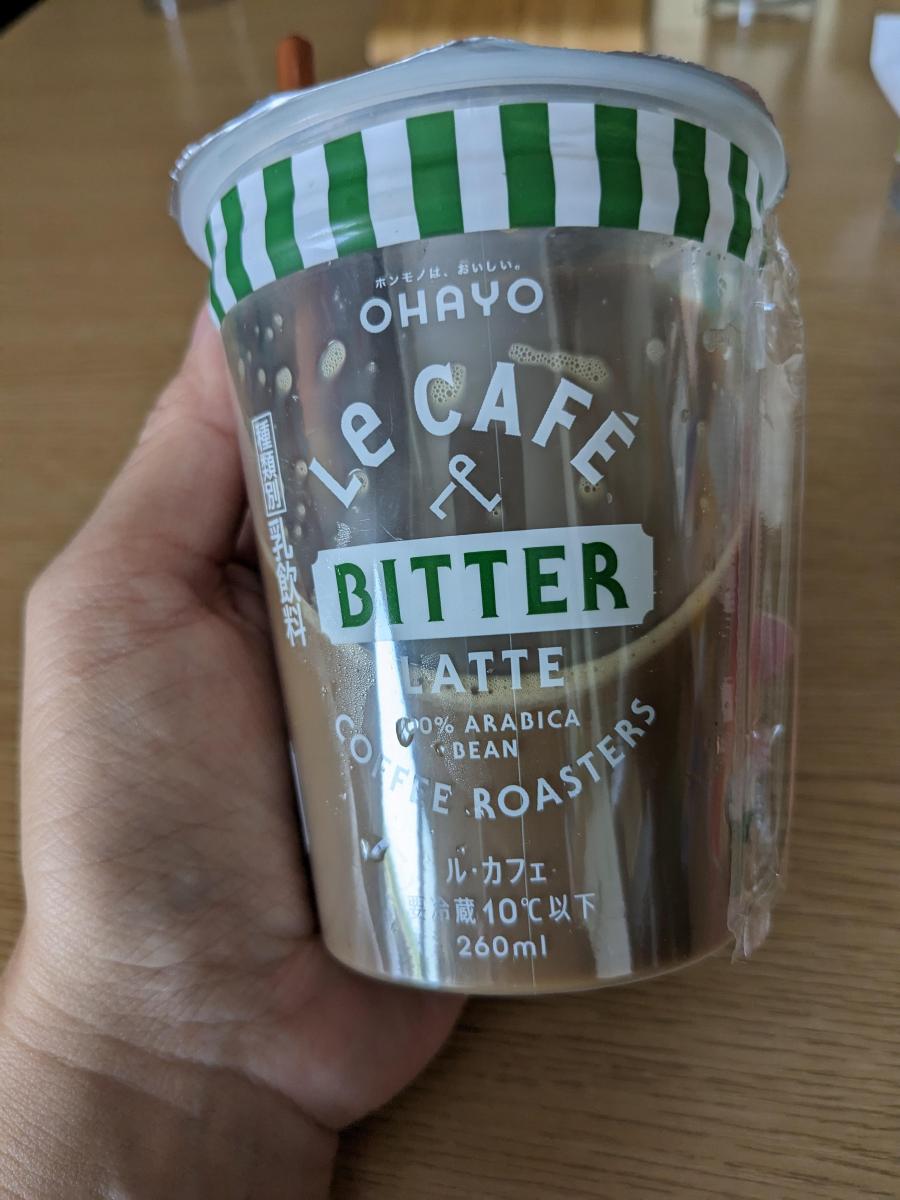 ホンモノは、おいしい。
OHAYO
Le CAFÉ
BITTER
LATTE
100% ARABICA
BEAN
COFFEE ROASTERS
ル・カフェ
要冷蔵10℃以下
260ml
種類別 乳飲料